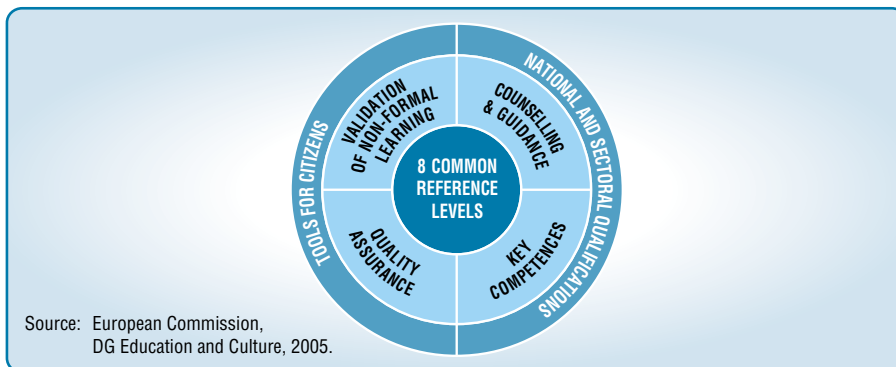 TOOLS FOR CITIZENS
NATIONAL AND SECTORAL QUALIFICATIONS
VALIDATION
OF NON-FORMAL
LEARNING
COUNSELLING
& GUIDANCE
8 COMMON
REFERENCE
LEVELS
QUALITY
ASSURANCE
KEY
COMPETENCES
Source: European Commission,
DG Education and Culture, 2005.